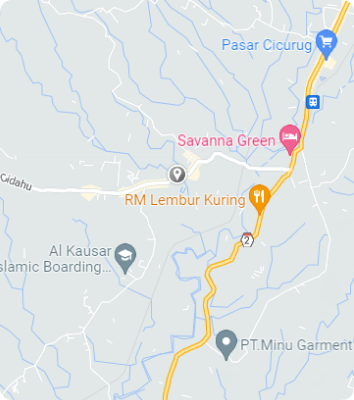 Pasar Cicurug
Savanna Green
Cidahu
RM Lembur Kuring
2
Al Kausar
slamic Boarding...
PT.Minu Garment